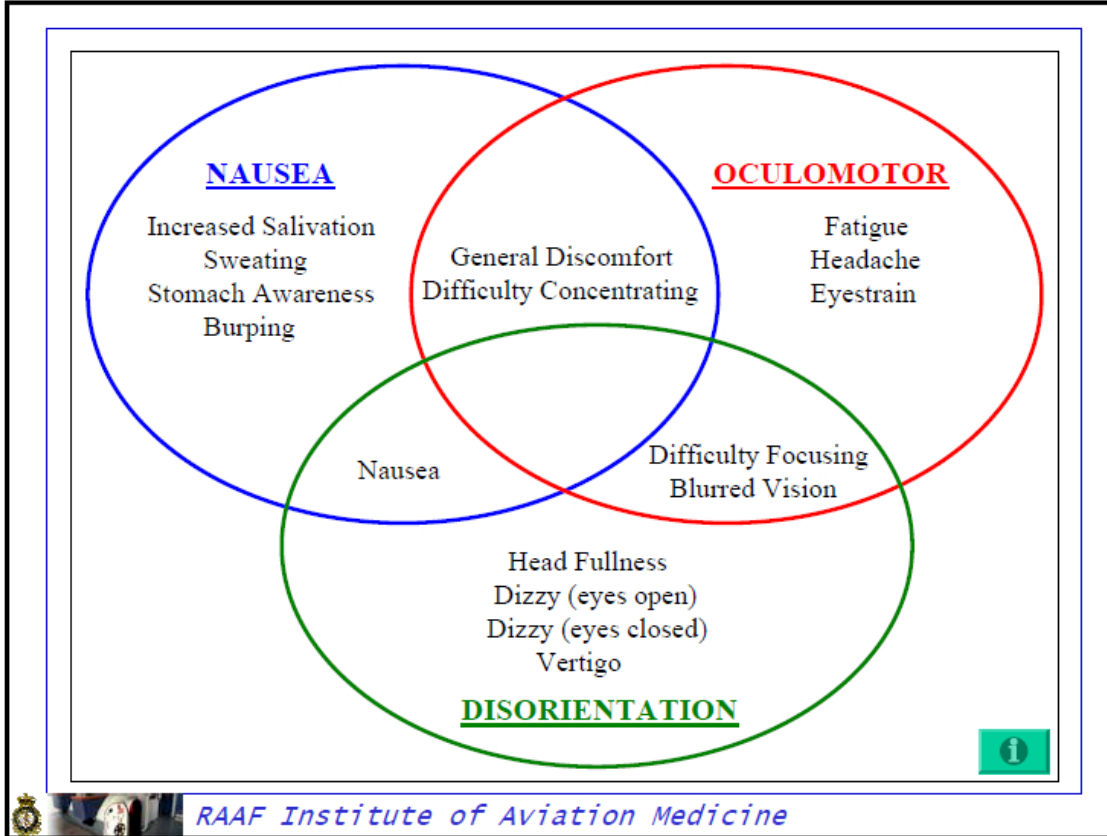 NAUSEA
Increased Salivation
Sweating
Stomach Awareness
Burping
General Discomfort
Difficulty Concentrating
OCULOMOTOR
Fatigue
Headache
Eyestrain
Nausea
Difficulty Focusing
Blurred Vision
Head Fullness
Dizzy (eyes open)
Dizzy (eyes closed)
Vertigo
DISORIENTATION
i
RAAF Institute of Aviation Medicine